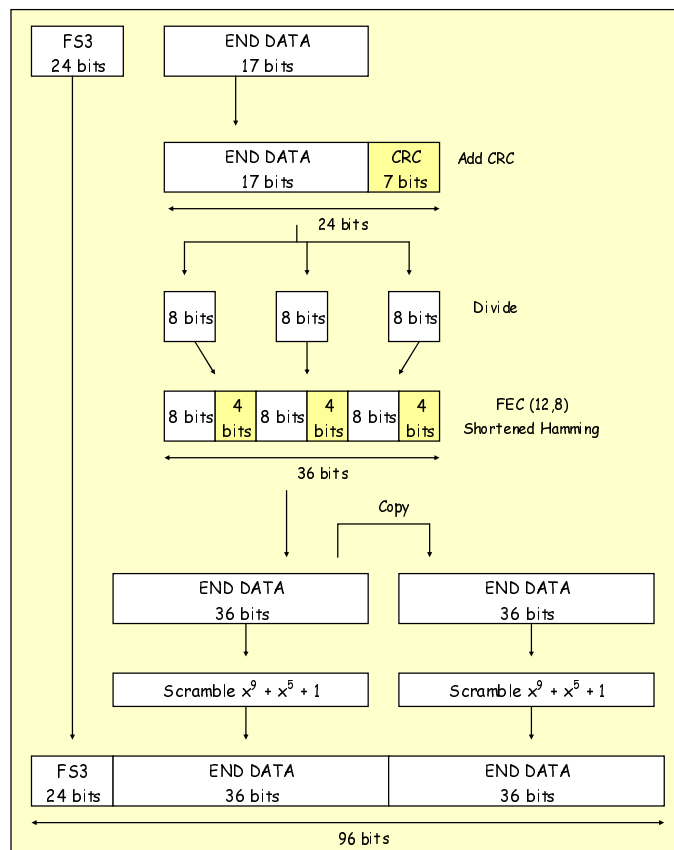 FS3
24 bits
END DATA
17 bits
END DATA
17 bits
CRC
7 bits
Add CRC
24 bits
8 bits
8 bits
8 bits
Divide
8 bits
4
bits
8 bits
4
bits
8 bits
4
bits
FEC (12,8)
Shortened Hamming
36 bits
Copy
END DATA
36 bits
END DATA
36 bits
Scramble x⁹ + x⁵ + 1
Scramble x⁹ + x⁵ + 1
FS3
24 bits
END DATA
36 bits
END DATA
36 bits
96 bits